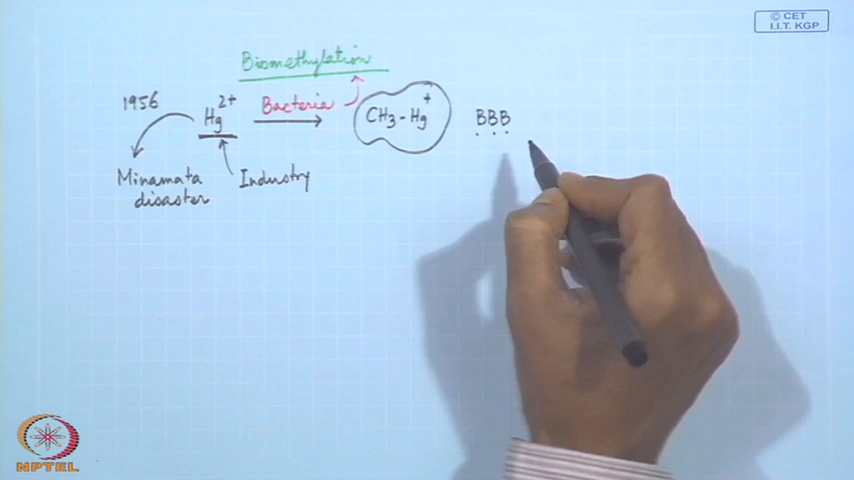 © CET
I.I.T. KGP
Biomethylation
1956 Hg2+ Bacteria CH3 - Hg+ BBB
Minamata disaster
Industry
NPTEL